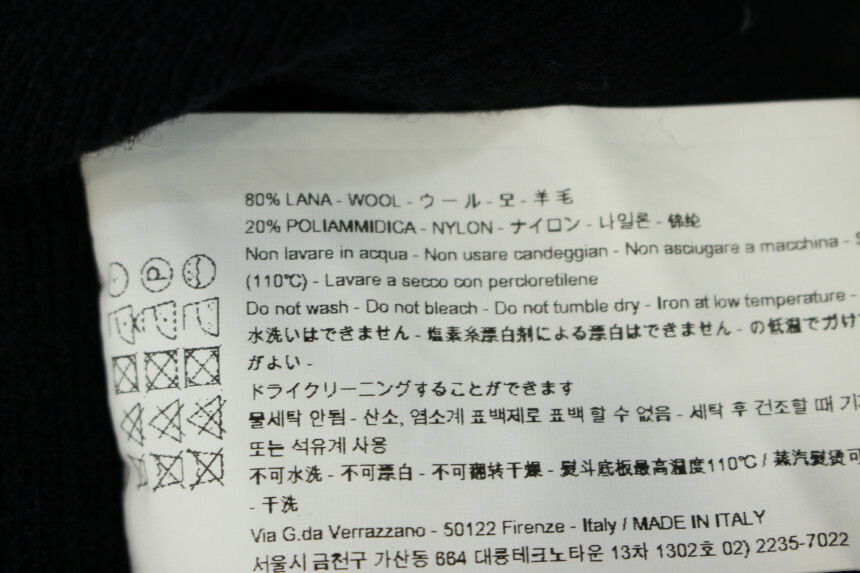 80% LANA - WOOL - ウール - 모 - 羊毛
20% POLIAMMIDICA - NYLON - ナイロン - 나일론 - 锦纶
Non lavare in acqua - Non usare candeggian - Non asciugare a macchina - S
(110℃) - Lavare a secco con percloretilene
Do not wash - Do not bleach - Do not tumble dry - Iron at low temperature -
水洗いはできません - 塩素糸漂白剤による漂白はできません - の低温でかけ
がよい -
ドライクリーニングすることができます
물세탁 안됨 - 산소, 염소계 표백제로 표백 할 수 없음 - 세탁 후 건조할 때 기
또는 석유계 사용
不可水洗 - 不可漂白 - 不可翻转干燥 - 熨斗底板最高温度110℃ / 蒸汽熨烫可
- 干洗
Via G.da Verrazzano - 50122 Firenze - Italy / MADE IN ITALY
서울시 금천구 가산동 664 대륭테크노타운 13차 1302호 02) 2235-7022
P